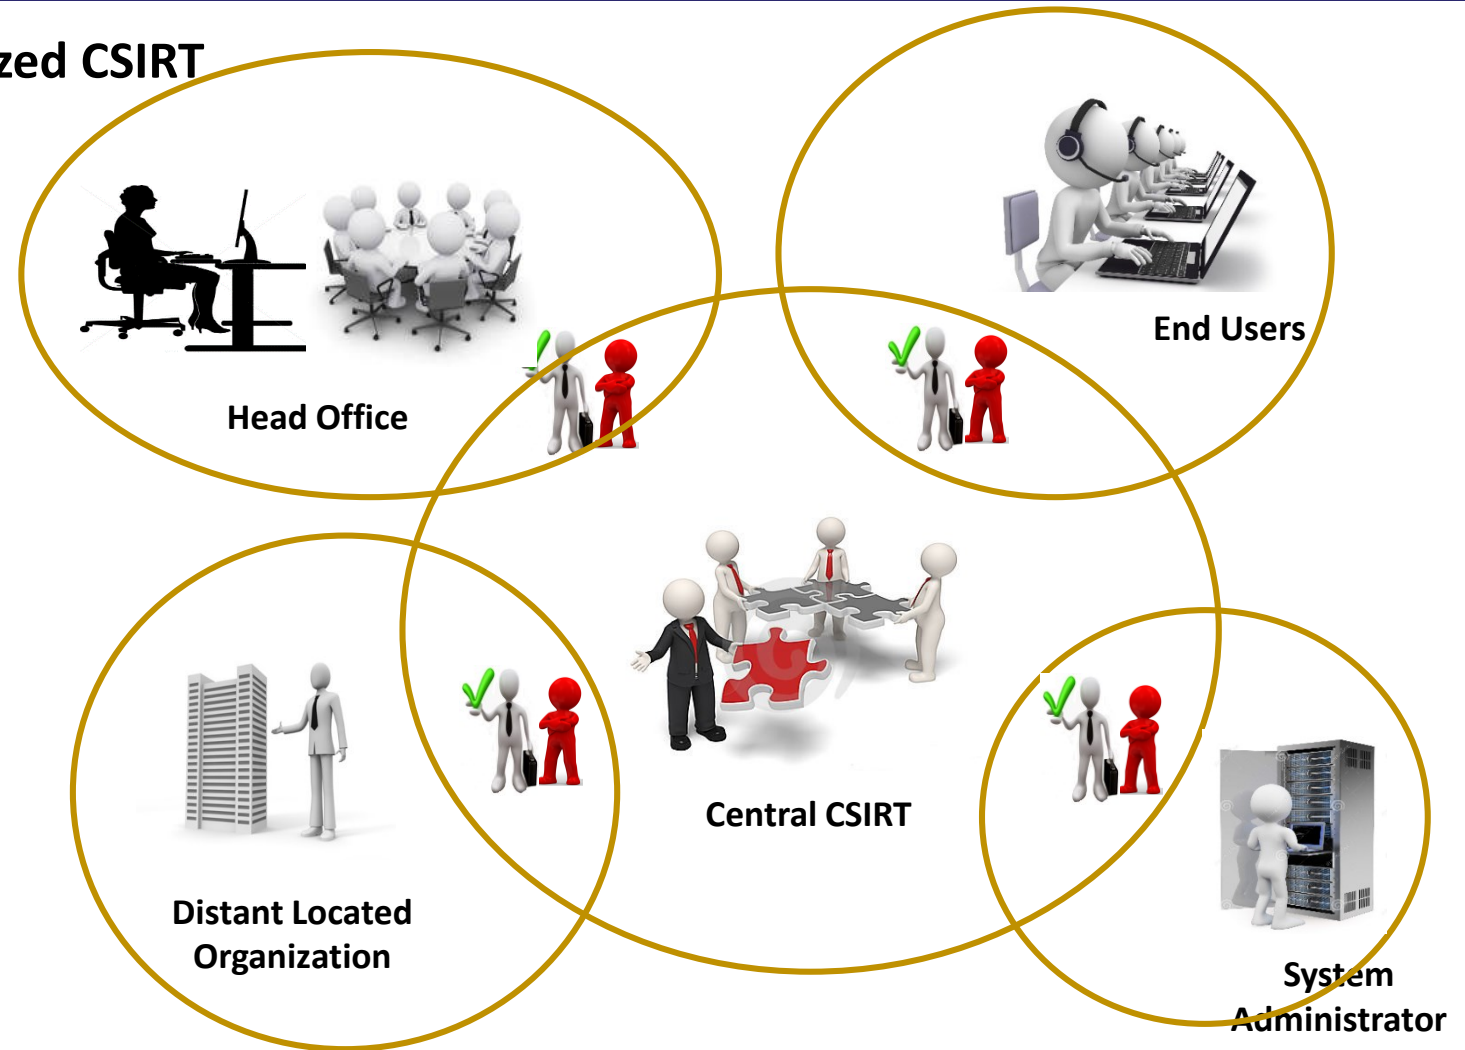 zed CSIRT
End Users
Head Office
Central CSIRT
Distant Located
Organization
System
Administrator